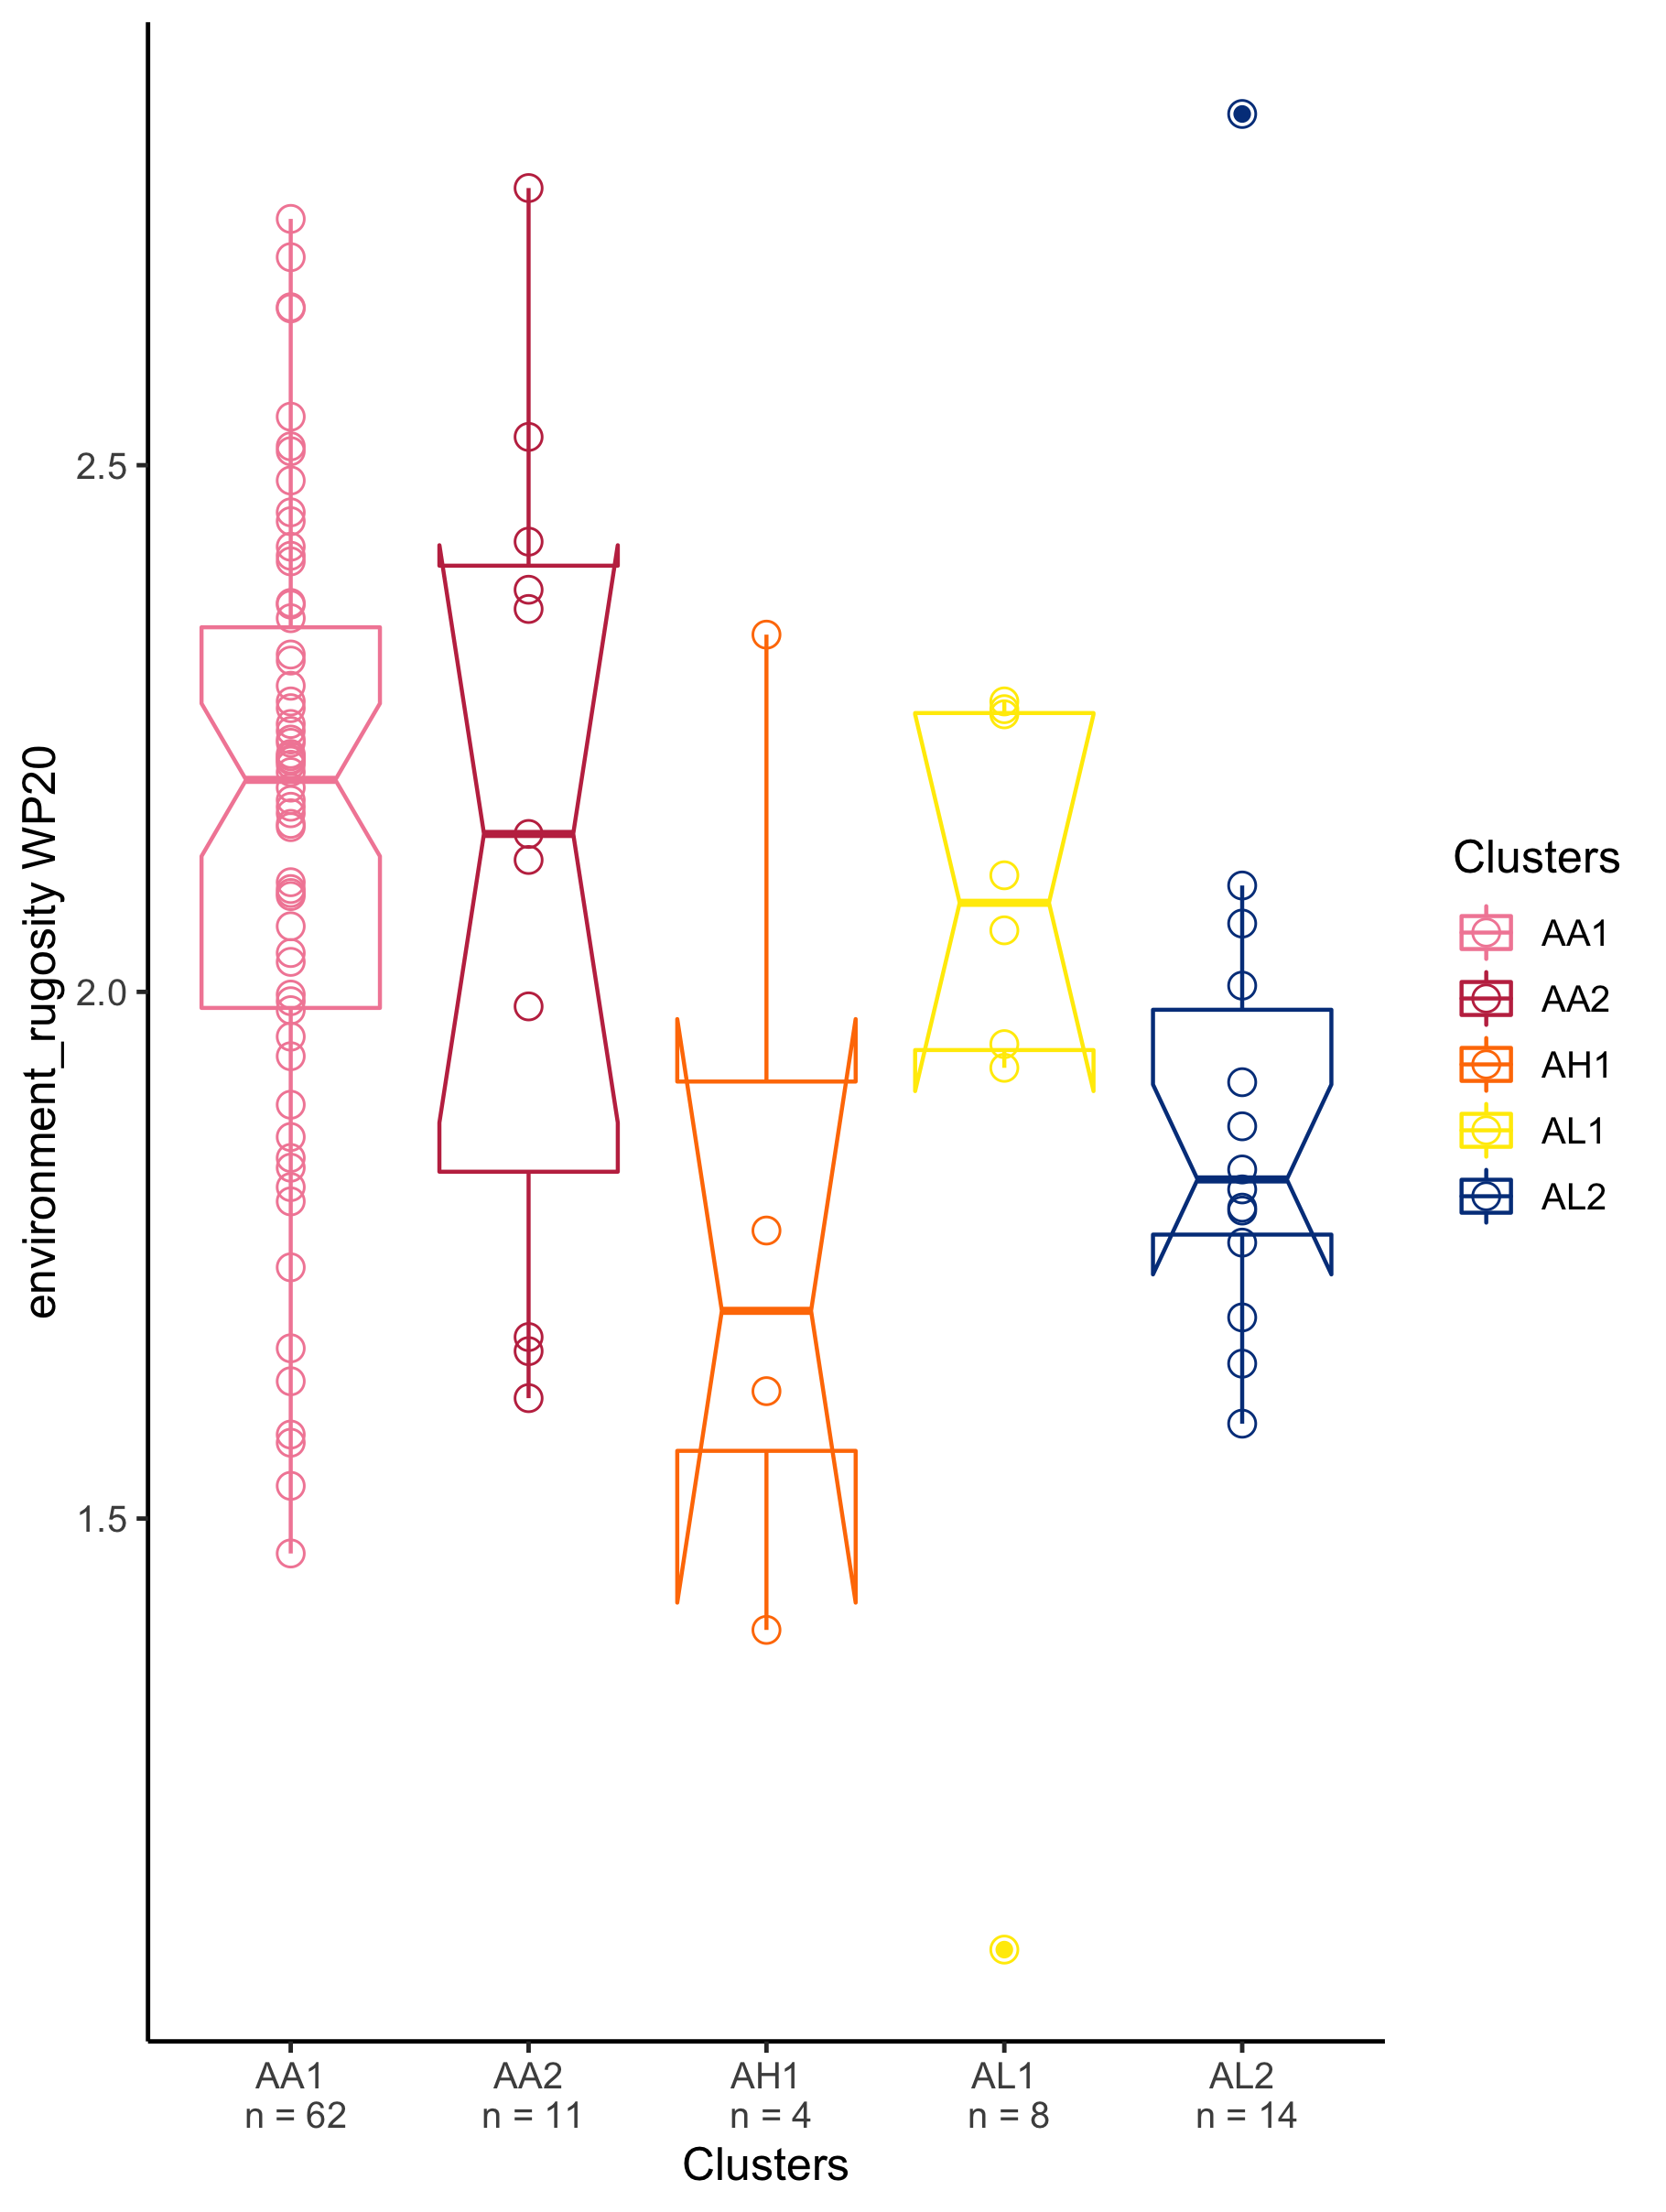 environment_rugosity WP20
2.5
2.0
1.5
AA1
n = 62
AA2
n = 11
AH1
n = 4
AL1
n = 8
AL2
n = 14
Clusters
Clusters
AA1
AA2
AH1
AL1
AL2